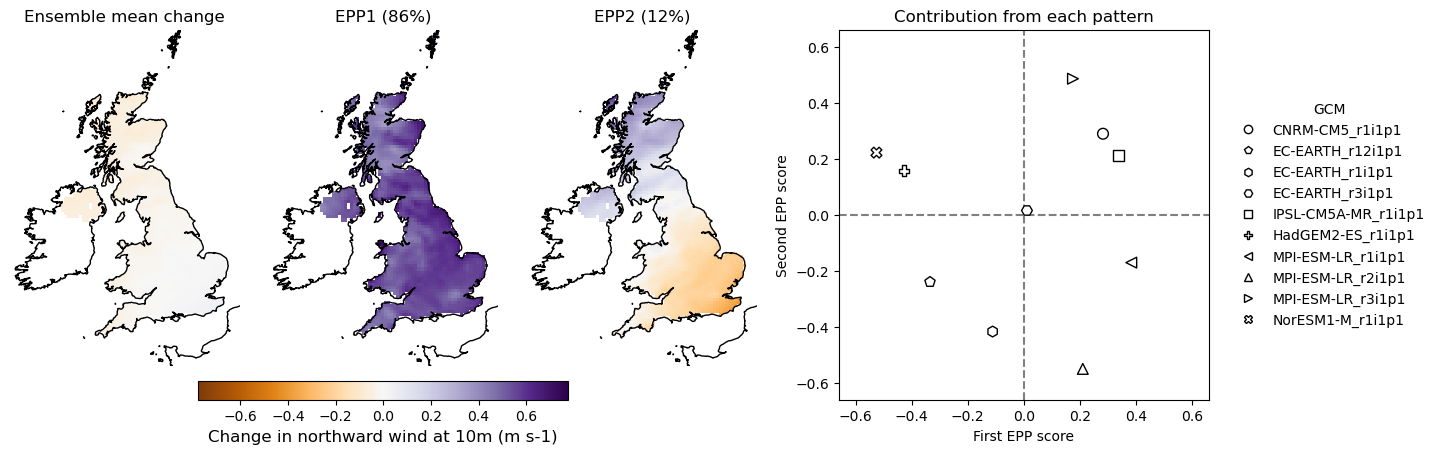 Ensemble mean change
EPP1 (86%)
EPP2 (12%)
Contribution from each pattern
−0.6 −0.4 −0.2 0.0 0.2 0.4 0.6
Change in northward wind at 10m (m s-1)
Second EPP score
0.6
0.4
0.2
0.0
−0.2
−0.4
−0.6
−0.6 −0.4 −0.2 0.0 0.2 0.4 0.6
First EPP score
GCM
CNRM-CM5_r1i1p1
EC-EARTH_r12i1p1
EC-EARTH_r1i1p1
EC-EARTH_r3i1p1
IPSL-CM5A-MR_r1i1p1
HadGEM2-ES_r1i1p1
MPI-ESM-LR_r1i1p1
MPI-ESM-LR_r2i1p1
MPI-ESM-LR_r3i1p1
NorESM1-M_r1i1p1